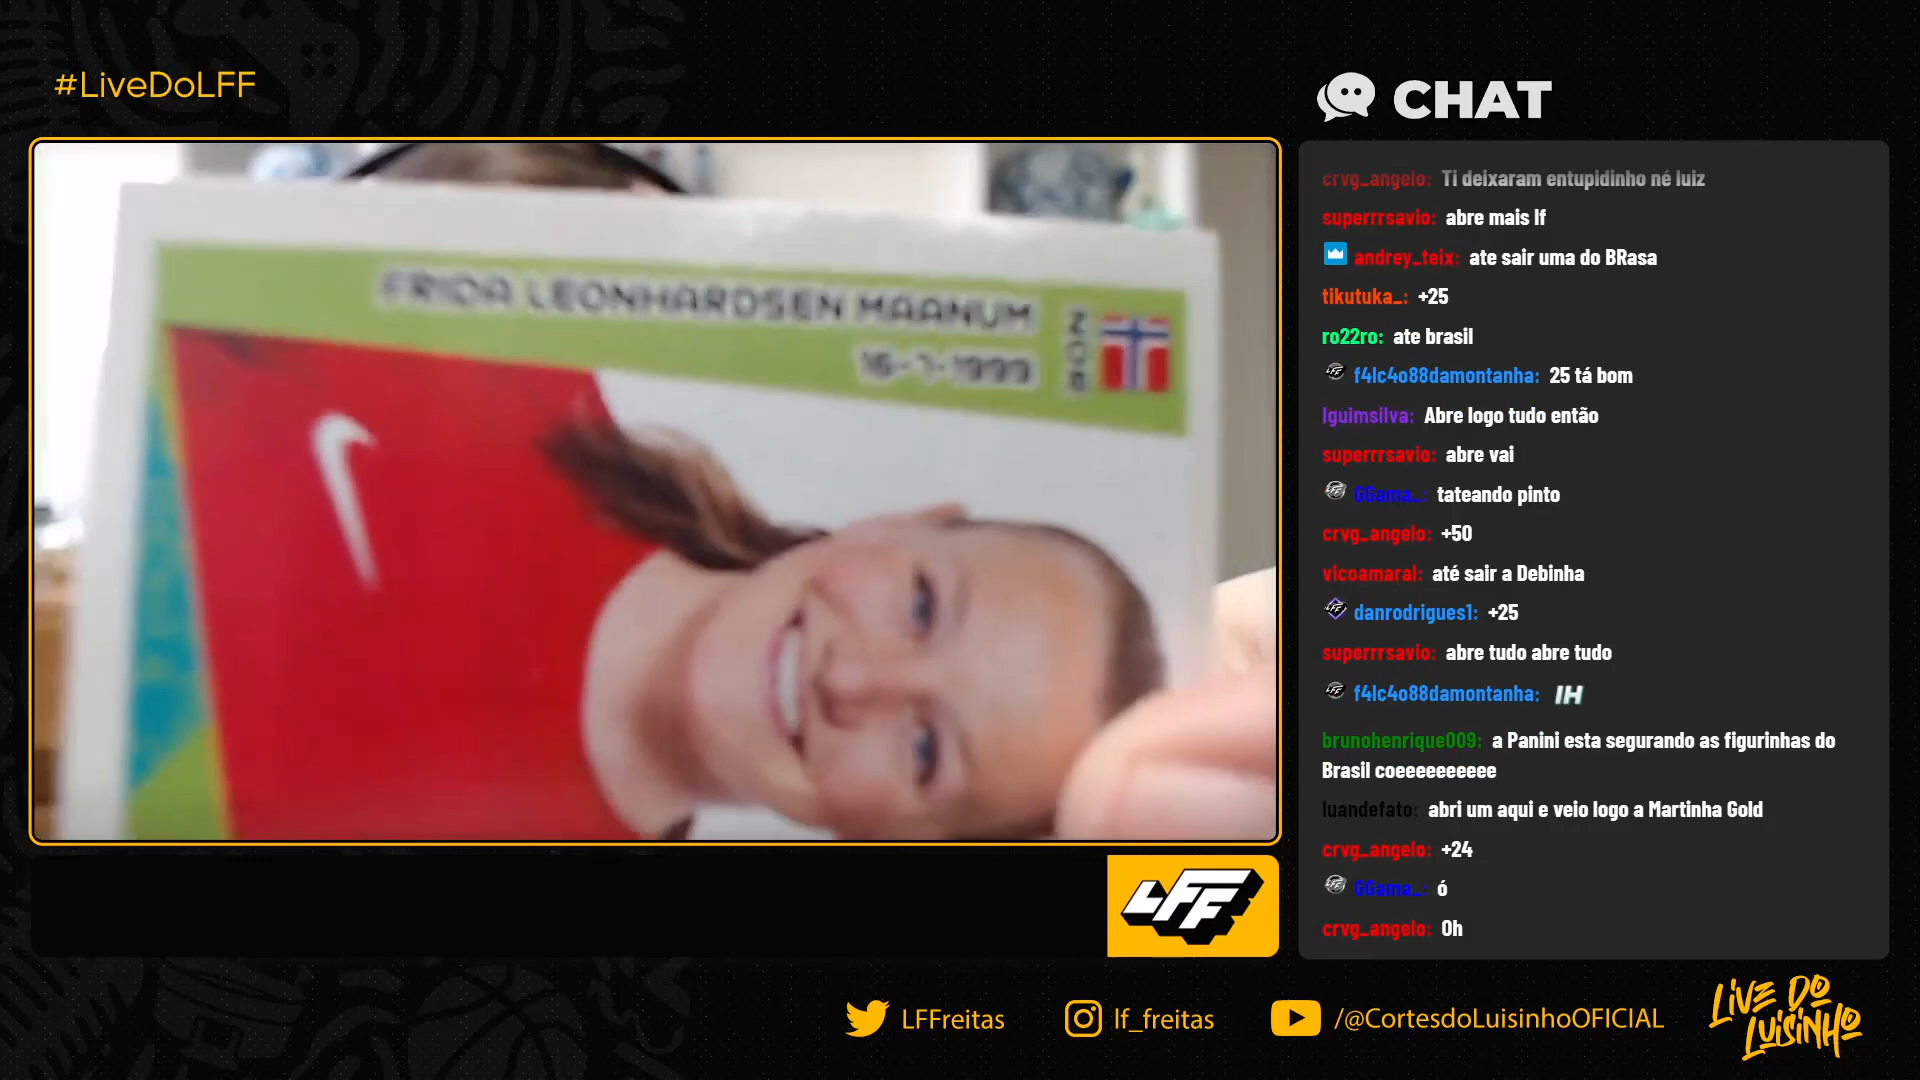 #LiveDoLFF
FRIDA LEONHARDSEN MAANUM
16-7-1999
NOR
CHAT
crvg_angelo: Ti deixaram entupidinho né luiz
superrrsavio: abre mais lf
andrey_teix: ate sair uma do BRasa
tikutuka_: +25
ro22ro: ate brasil
f4lc4o88damontanha: 25 tá bom
lguimsilva: Abre logo tudo então
superrrsavio: abre vai
GGama_: tateando pinto
crvg_angelo: +50
vicoamaral: até sair a Debinha
danrodrigues1: +25
superrrsavio: abre tudo abre tudo
f4lc4o88damontanha: IH
brunohenrique009: a Panini esta segurando as figurinhas do
Brasil coeeeeeeeeee
luandefato: abri um aqui e veio logo a Martinha Gold
crvg_angelo: +24
GGama_: ó
crvg_angelo: Oh
LFF
LFFreitas
lf_freitas
/@CortesdoLuisinhoOFICIAL
LIVE DO
LUISINHO